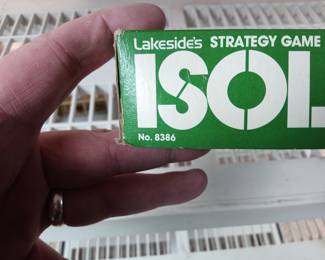 Lakeside's STRATEGY GAME
ISOL
No. 8386